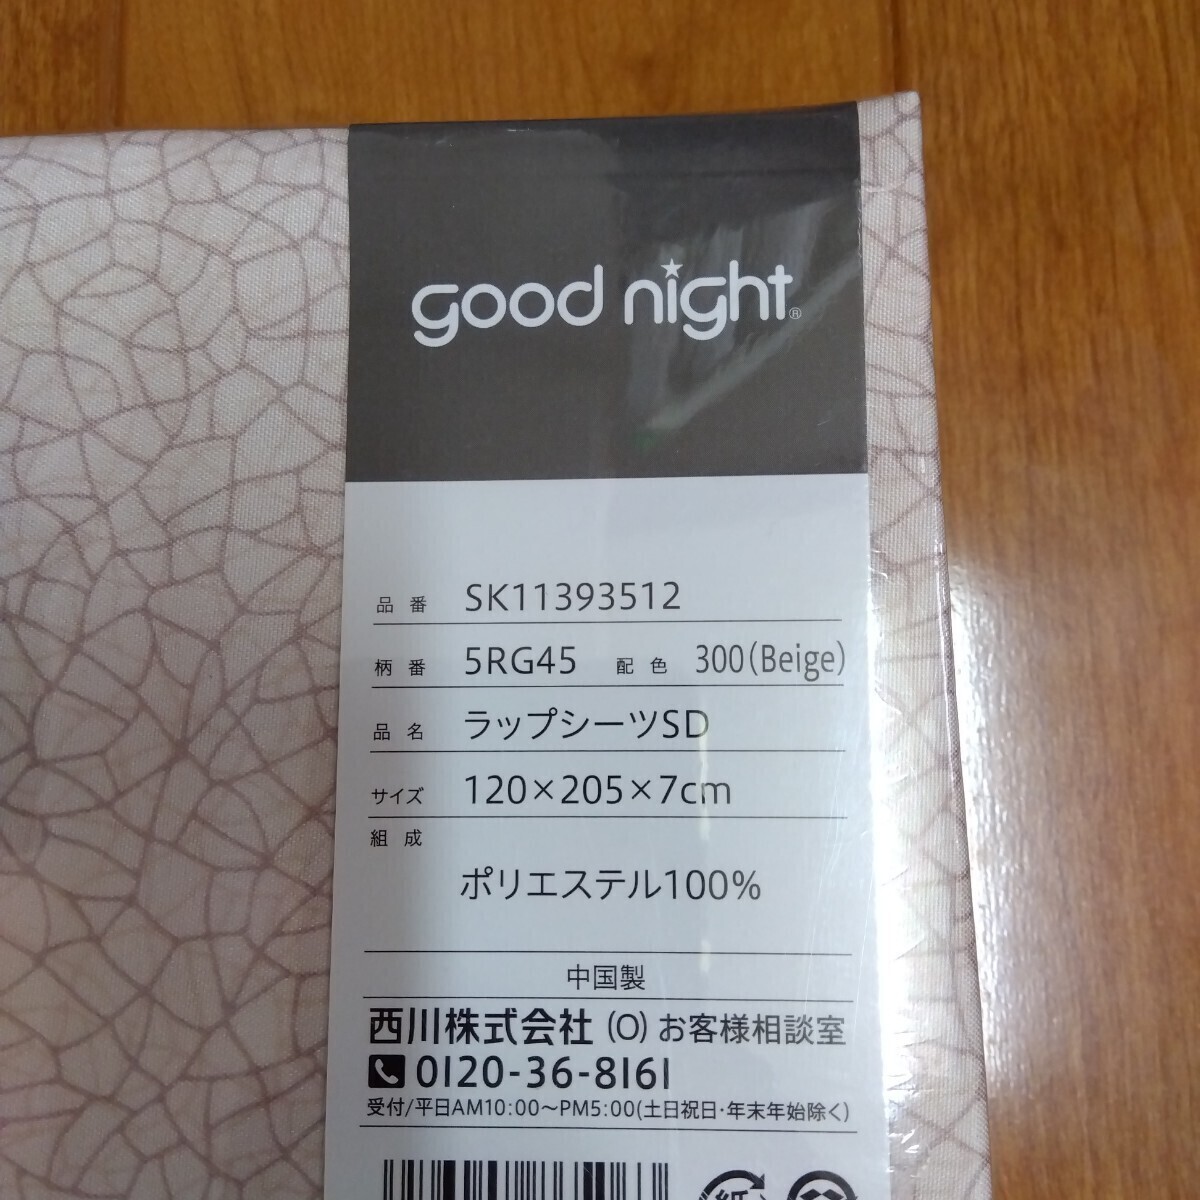 good night®
品番 SK11393512
柄番 5RG45 配色 300(Beige)
品名 ラップシーツSD
サイズ 120×205×7cm
組成
ポリエステル100%
中国製
西川株式会社 (O) お客様相談室
0120-36-8161
受付/平日AM10:00〜PM5:00(土日祝日・年末年始除く)
紙